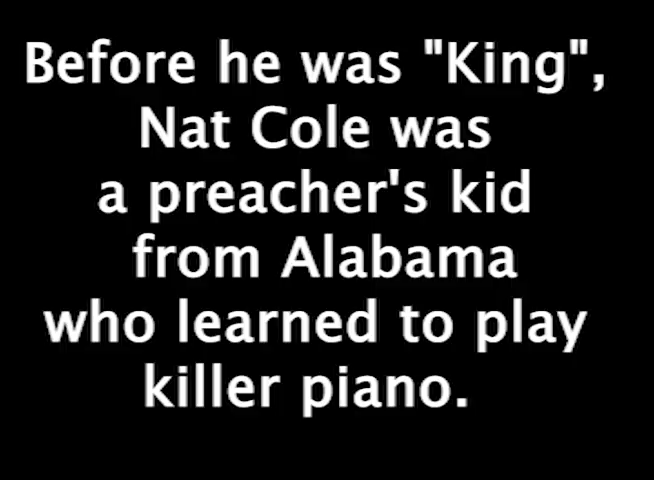 Before he was "King",
Nat Cole was
a preacher's kid
from Alabama
who learned to play
killer piano.